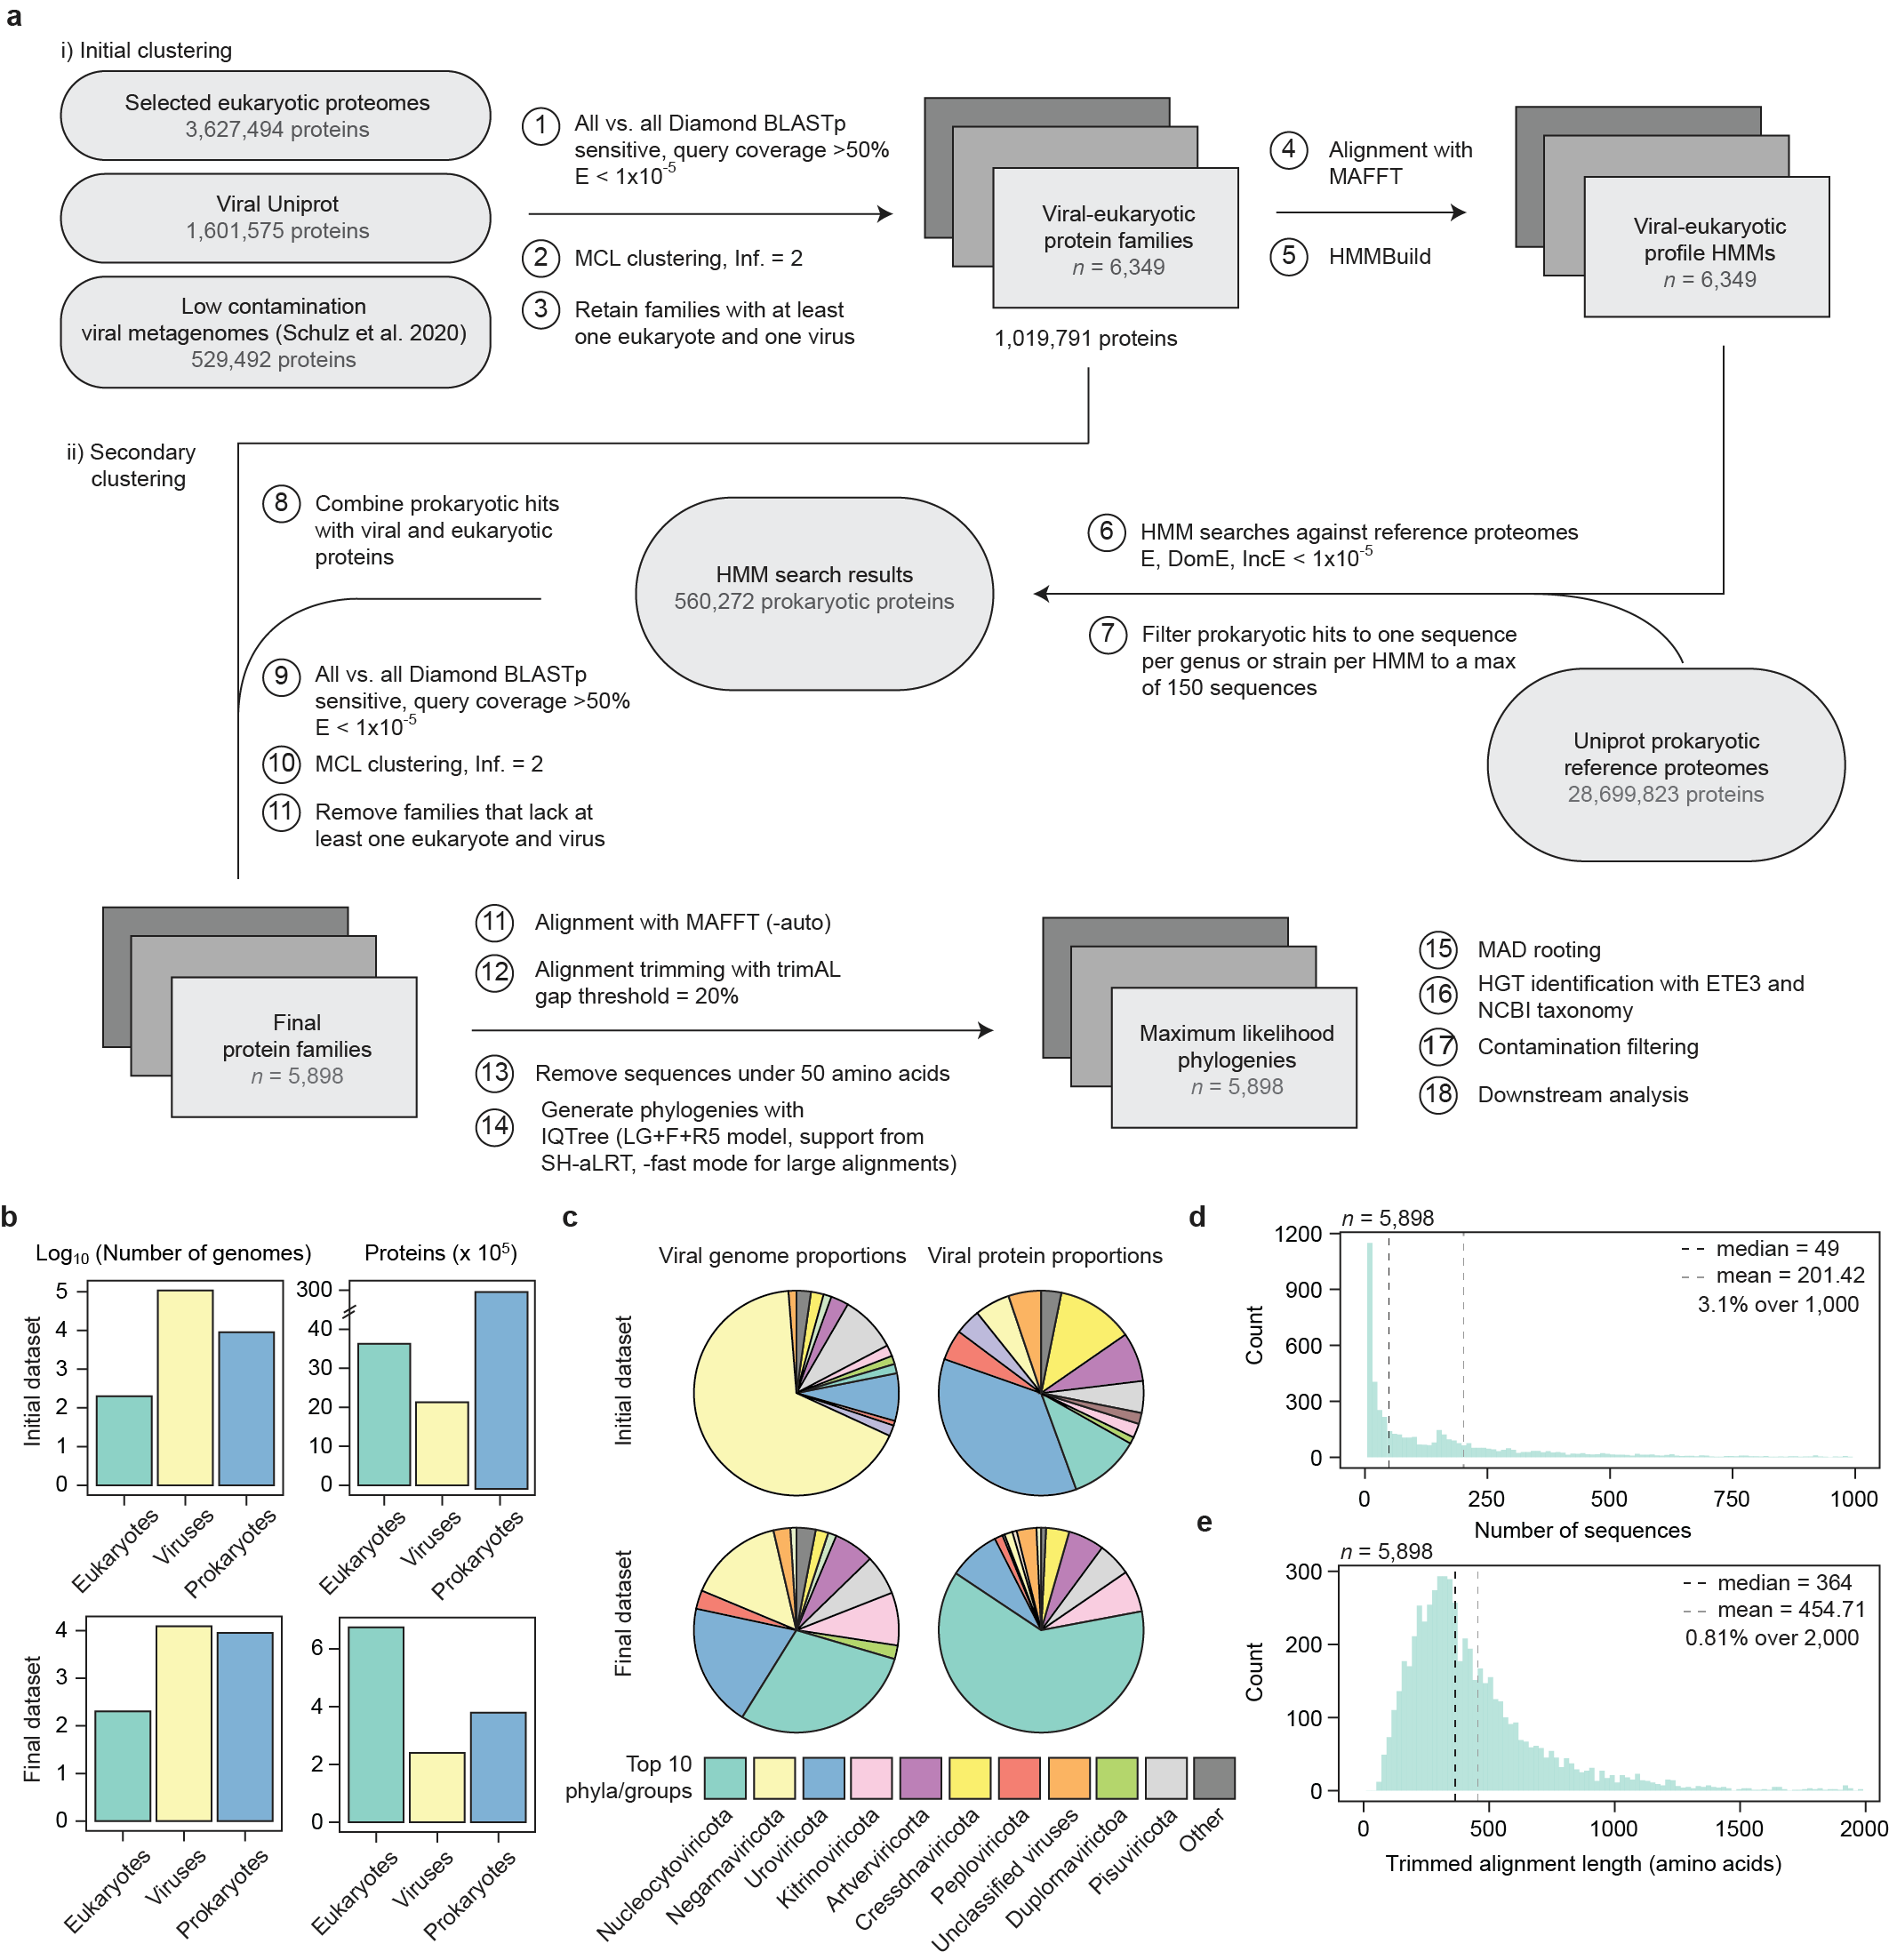 a
i) Initial clustering
Selected eukaryotic proteomes
3,627,494 proteins
Viral Uniprot
1,601,575 proteins
Low contamination
viral metagenomes (Schulz et al. 2020)
529,492 proteins
1 All vs. all Diamond BLASTp
sensitive, query coverage >50%
E < 1x10-5
2 MCL clustering, Inf. = 2
3 Retain families with at least
one eukaryote and one virus
Viral-eukaryotic
protein families
n = 6,349
1,019,791 proteins
4 Alignment with
MAFFT
5 HMMBuild
Viral-eukaryotic
profile HMMs
n = 6,349
ii) Secondary
clustering
6 HMM searches against reference proteomes
E, DomE, IncE < 1x10-5
7 Filter prokaryotic hits to one sequence
per genus or strain per HMM to a max
of 150 sequences
Uniprot prokaryotic
reference proteomes
28,699,823 proteins
HMM search results
560,272 prokaryotic proteins
8 Combine prokaryotic hits
with viral and eukaryotic
proteins
9 All vs. all Diamond BLASTp
sensitive, query coverage >50%
E < 1x10-5
10 MCL clustering, Inf. = 2
11 Remove families that lack at
least one eukaryote and virus
Final
protein families
n = 5,898
11 Alignment with MAFFT (-auto)
12 Alignment trimming with trimAL
gap threshold = 20%
13 Remove sequences under 50 amino acids
14 Generate phylogenies with
IQTree (LG+F+R5 model, support from
SH-aLRT, -fast mode for large alignments)
Maximum likelihood
phylogenies
n = 5,898
15 MAD rooting
16 HGT identification with ETE3 and
NCBI taxonomy
17 Contamination filtering
18 Downstream analysis
b
Log10 (Number of genomes)
Proteins (x 105)
Initial dataset
5
4
3
2
1
0
Eukaryotes
Viruses
Prokaryotes
300
40
30
20
10
0
Eukaryotes
Viruses
Prokaryotes
Final dataset
4
3
2
1
0
Eukaryotes
Viruses
Prokaryotes
6
4
2
0
Eukaryotes
Viruses
Prokaryotes
c
Viral genome proportions
Viral protein proportions
Initial dataset
Final dataset
Top 10
phyla/groups
Nucleocytoviricota
Negarnaviricota
Uroviricota
Kitrinoviricota
Artverviricorta
Cressdnaviricota
Peploviricota
Unclassified viruses
Duplornavirictoa
Pisuviricota
Other
d
n = 5,898
median = 49
mean = 201.42
3.1% over 1,000
Count
1200
900
600
300
0
0 250 500 750 1000
Number of sequences
e
n = 5,898
median = 364
mean = 454.71
0.81% over 2,000
Count
300
200
100
0
0 500 1000 1500 2000
Trimmed alignment length (amino acids)